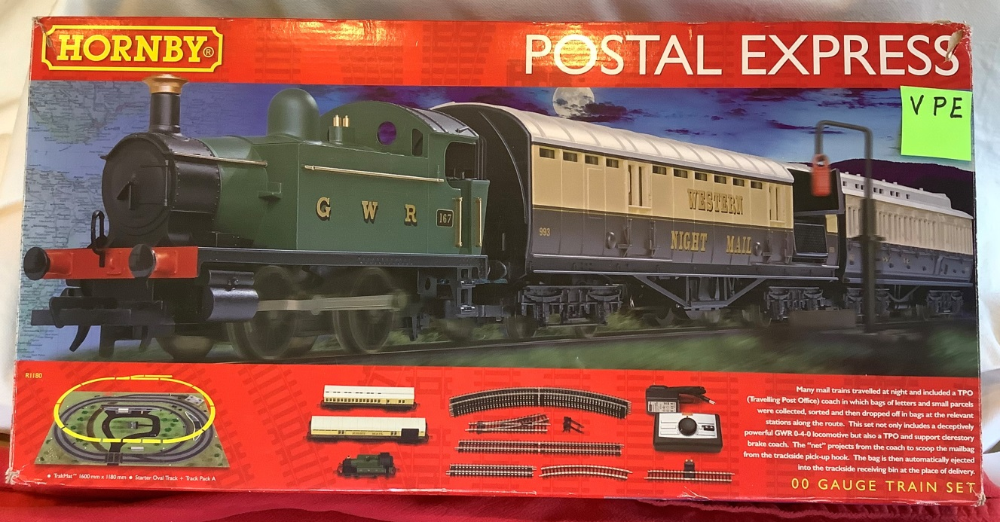 HORNBY®
POSTAL EXPRESS
V P E
Cardiff
G W R
167
WESTERN
993
NIGHT MAIL
R1180
NIGHT MAIL
• TrakMat™ 1600 mm x 1180 mm • Starter Oval Track + Track Pack A
Many mail trains travelled at night and included a TPO
(Travelling Post Office) coach in which bags of letters and small parcels
were collected, sorted and then dropped off in bags at the relevant
stations along the route. This set not only includes a deceptively
powerful GWR 0-4-0 locomotive but also a TPO and support clerestory
brake coach. The "net" projects from the coach to scoop the mailbag
from the trackside pick-up hook. The bag is then automatically ejected
into the trackside receiving bin at the place of delivery.
00 GAUGE TRAIN SET